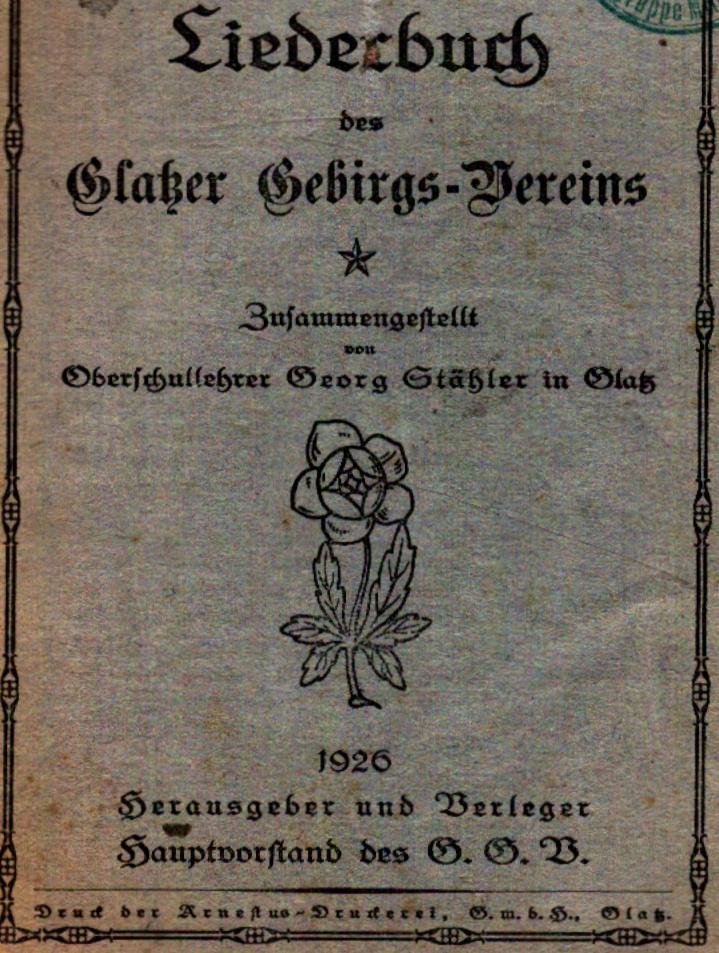 Liederbuch
des
Glatzer Gebirgs-Vereins
Zusammengestellt
von
Oberschullehrer Georg Stähler in Glatz
1926
Herausgeber und Verleger
Hauptvorstand des G. G. V.
Druck der Arnestus-Druckerei, G.m.b.H., Glatz.